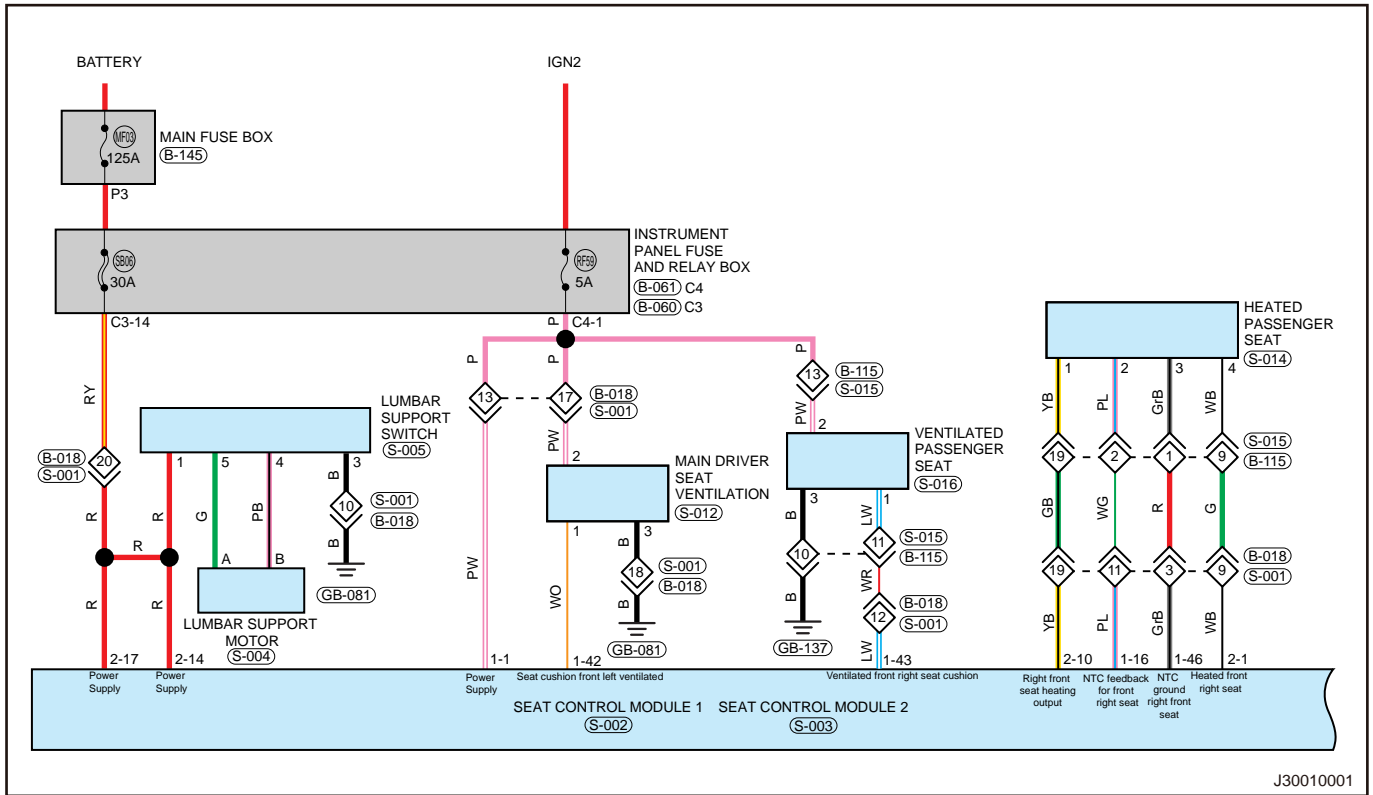 BATTERY
IGN2
MF03
125A
MAIN FUSE BOX
B-145
P3
SB06
30A
RF59
5A
INSTRUMENT
PANEL FUSE
AND RELAY BOX
B-061 C4
B-060 C3
C3-14
P
C4-1
HEATED
PASSENGER
SEAT
S-014
1
2
3
4
RY
P
P
P
13
17
B-018
S-001
13
B-115
S-015
YB
PL
GrB
WB
LUMBAR
SUPPORT
SWITCH
S-005
PW
PW
2
2
VENTILATED
PASSENGER
SEAT
S-016
B-018
S-001
20
1
5
4
3
MAIN DRIVER
SEAT
VENTILATION
S-012
19
2
1
9
S-015
B-115
R
R
G
PB
B
10
S-001
B-018
B
1
3
3
1
B
LW
GB
WG
R
G
R
A
B
GB-081
B
10
11
S-015
B-115
R
R
LUMBAR SUPPORT
MOTOR
S-004
PW
WO
18
S-001
B-018
B
B
WR
12
B-018
S-001
19
11
3
9
B-018
S-001
GB-081
GB-137
LW
YB
PL
GrB
WB
2-17
2-14
1-1
1-42
1-43
2-10
1-16
1-46
2-1
Power
Supply
Power
Supply
Power
Supply
Seat cushion front left ventilated
Ventilated front right seat cushion
Right front
seat heating
output
NTC feedback
for front
right seat
NTC
ground
right front
seat
Heated front
right seat
SEAT CONTROL MODULE 1
S-002
SEAT CONTROL MODULE 2
S-003
J30010001